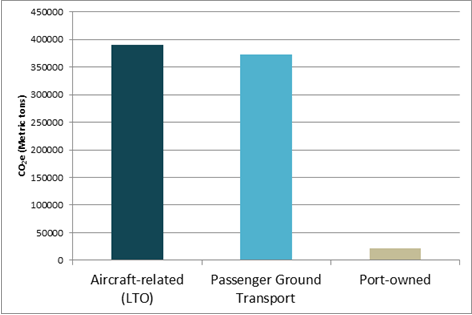 450000
400000
350000
300000
250000
200000
150000
100000
50000
0
CO₂e (Metric tons)
Aircraft-related
(LTO)
Passenger Ground
Transport
Port-owned